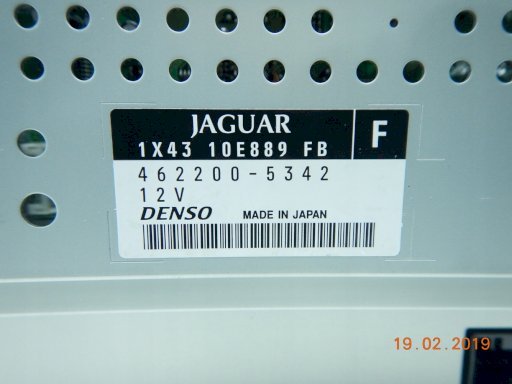 JAGUAR
F
1X43 10E889 FB
462200-5342
12V
DENSO MADE IN JAPAN
19.02.2019